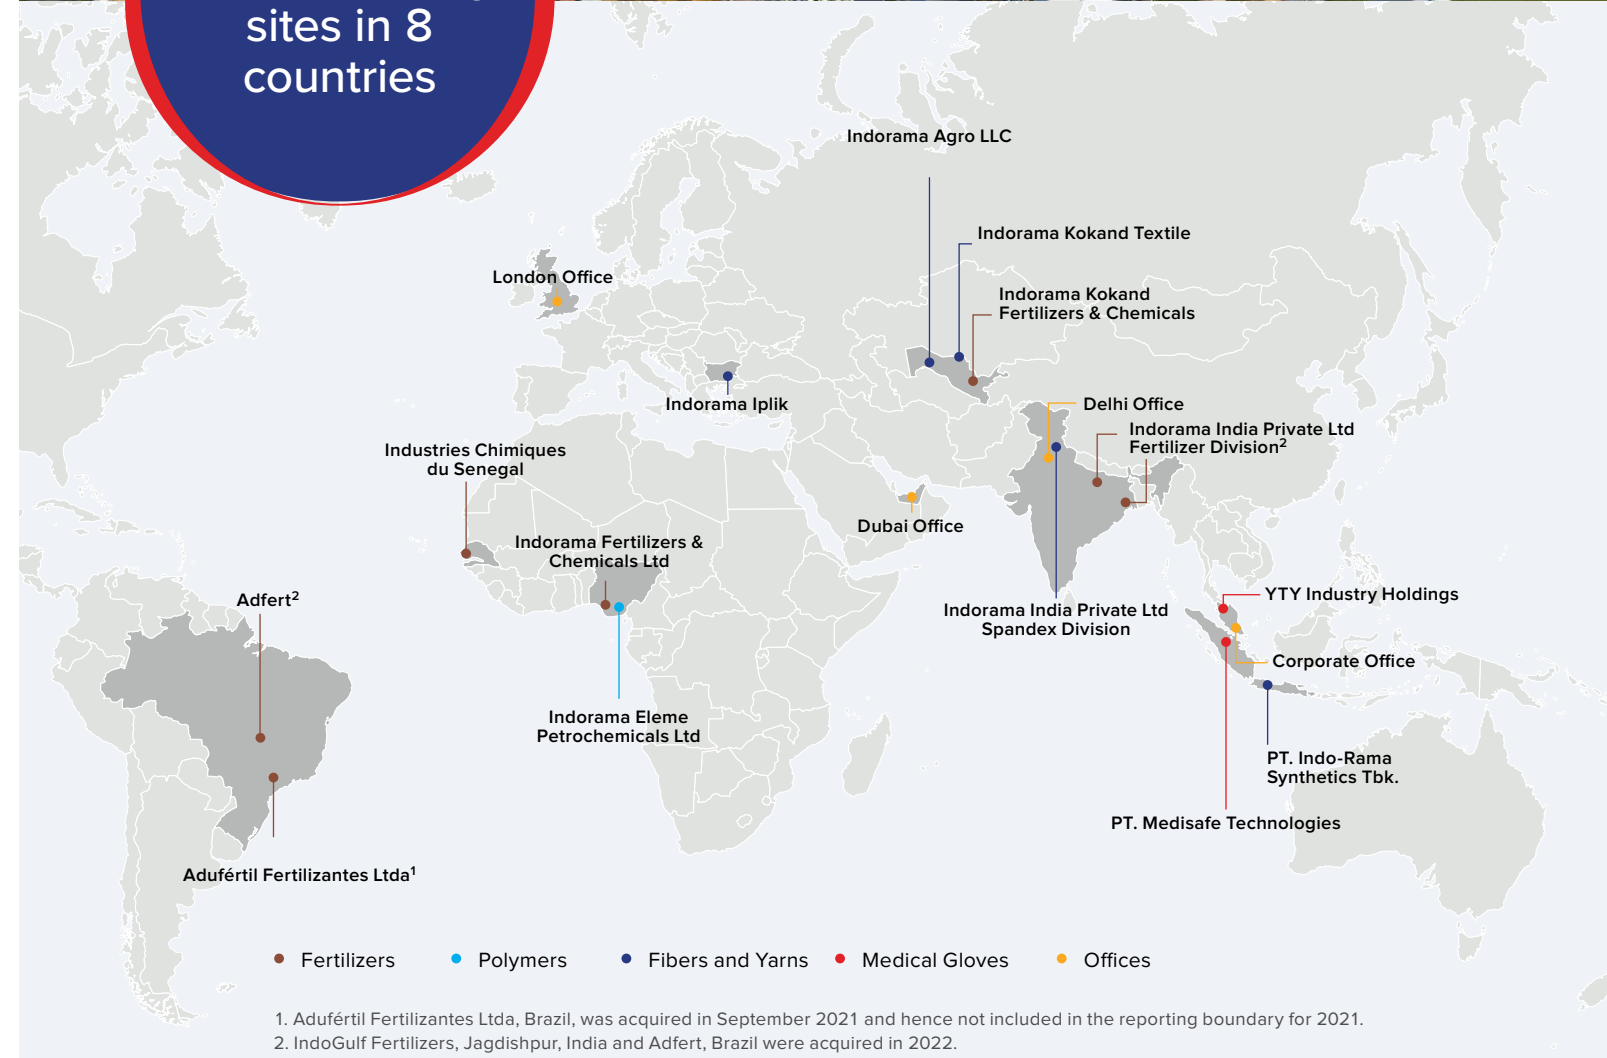 sites in 8
countries
Indorama Agro LLC
Indorama Kokand Textile
London Office
Indorama Kokand
Fertilizers & Chemicals
Indorama Iplik
Delhi Office
Indorama India Private Ltd
Fertilizer Division²
Industries Chimiques
du Senegal
Dubai Office
Indorama Fertilizers &
Chemicals Ltd
Adfert²
YTY Industry Holdings
Indorama India Private Ltd
Spandex Division
Corporate Office
Indorama Eleme
Petrochemicals Ltd
PT. Indo-Rama
Synthetics Tbk.
PT. Medisafe Technologies
Adufértil Fertilizantes Ltda¹
Fertilizers
Polymers
Fibers and Yarns
Medical Gloves
Offices
1. Adufértil Fertilizantes Ltda, Brazil, was acquired in September 2021 and hence not included in the reporting boundary for 2021.
2. IndoGulf Fertilizers, Jagdishpur, India and Adfert, Brazil were acquired in 2022.